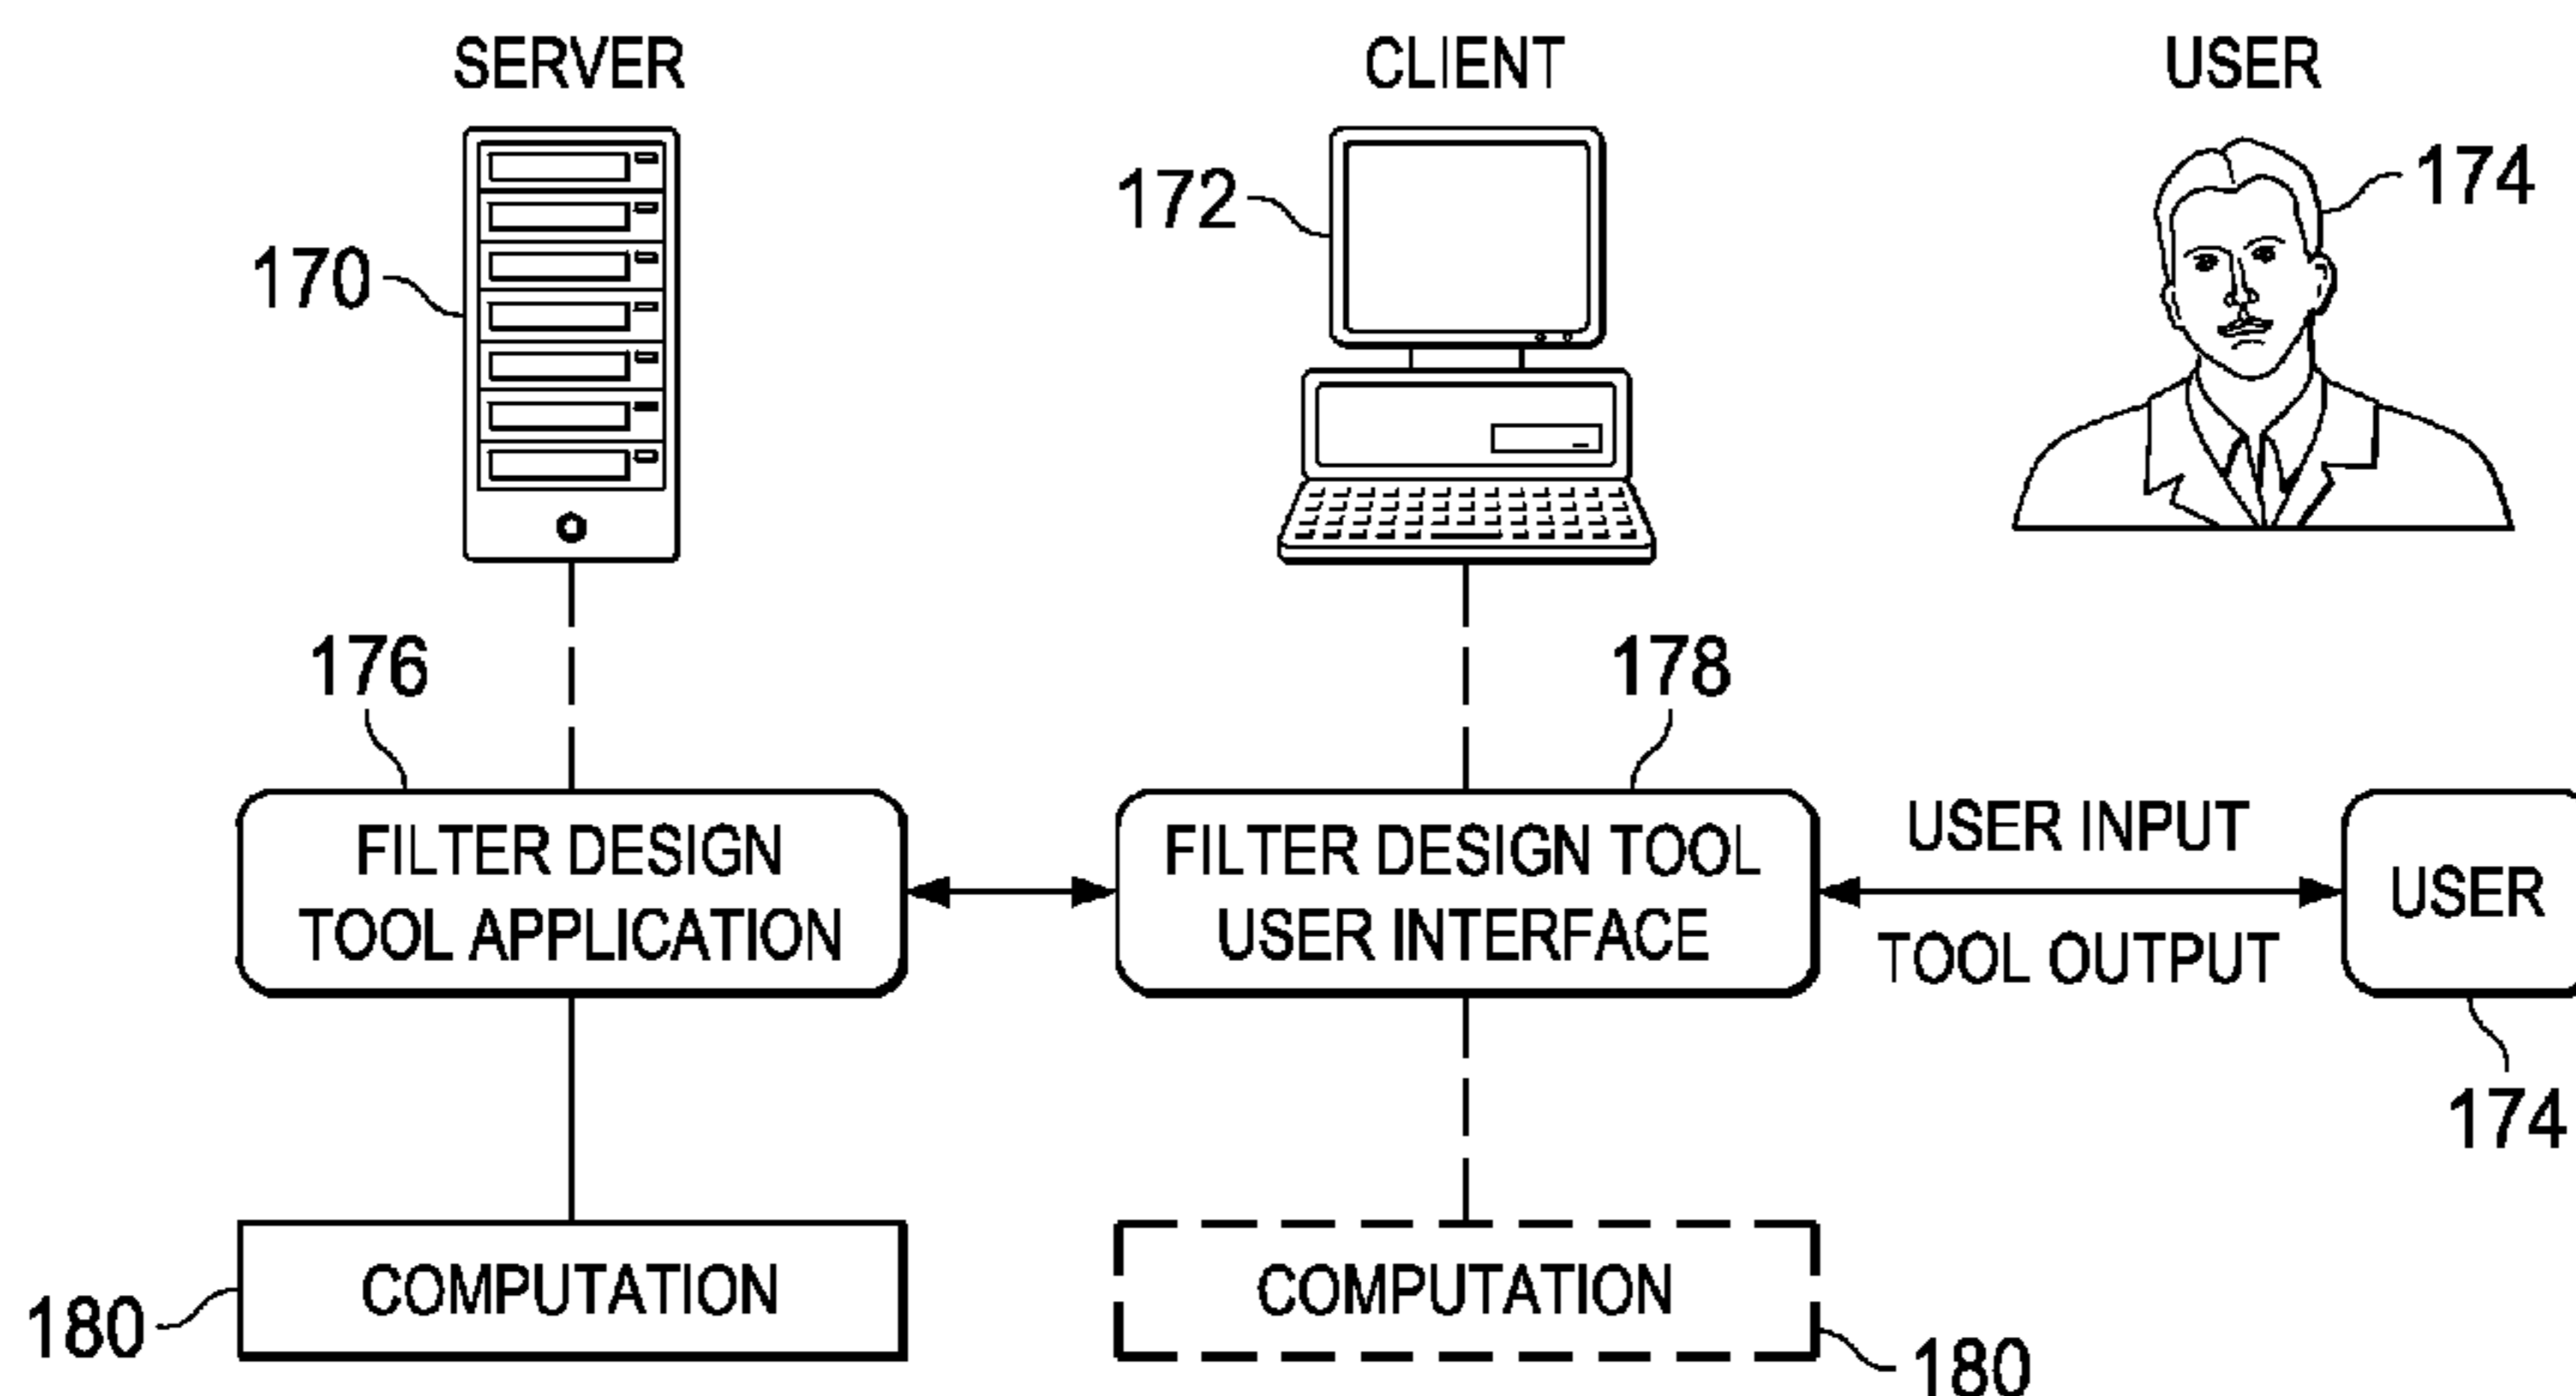 SERVER
CLIENT
USER
170
172
174
176
178
FILTER DESIGN
TOOL APPLICATION
FILTER DESIGN TOOL
USER INTERFACE
USER INPUT
TOOL OUTPUT
USER
174
COMPUTATION
180
COMPUTATION
180